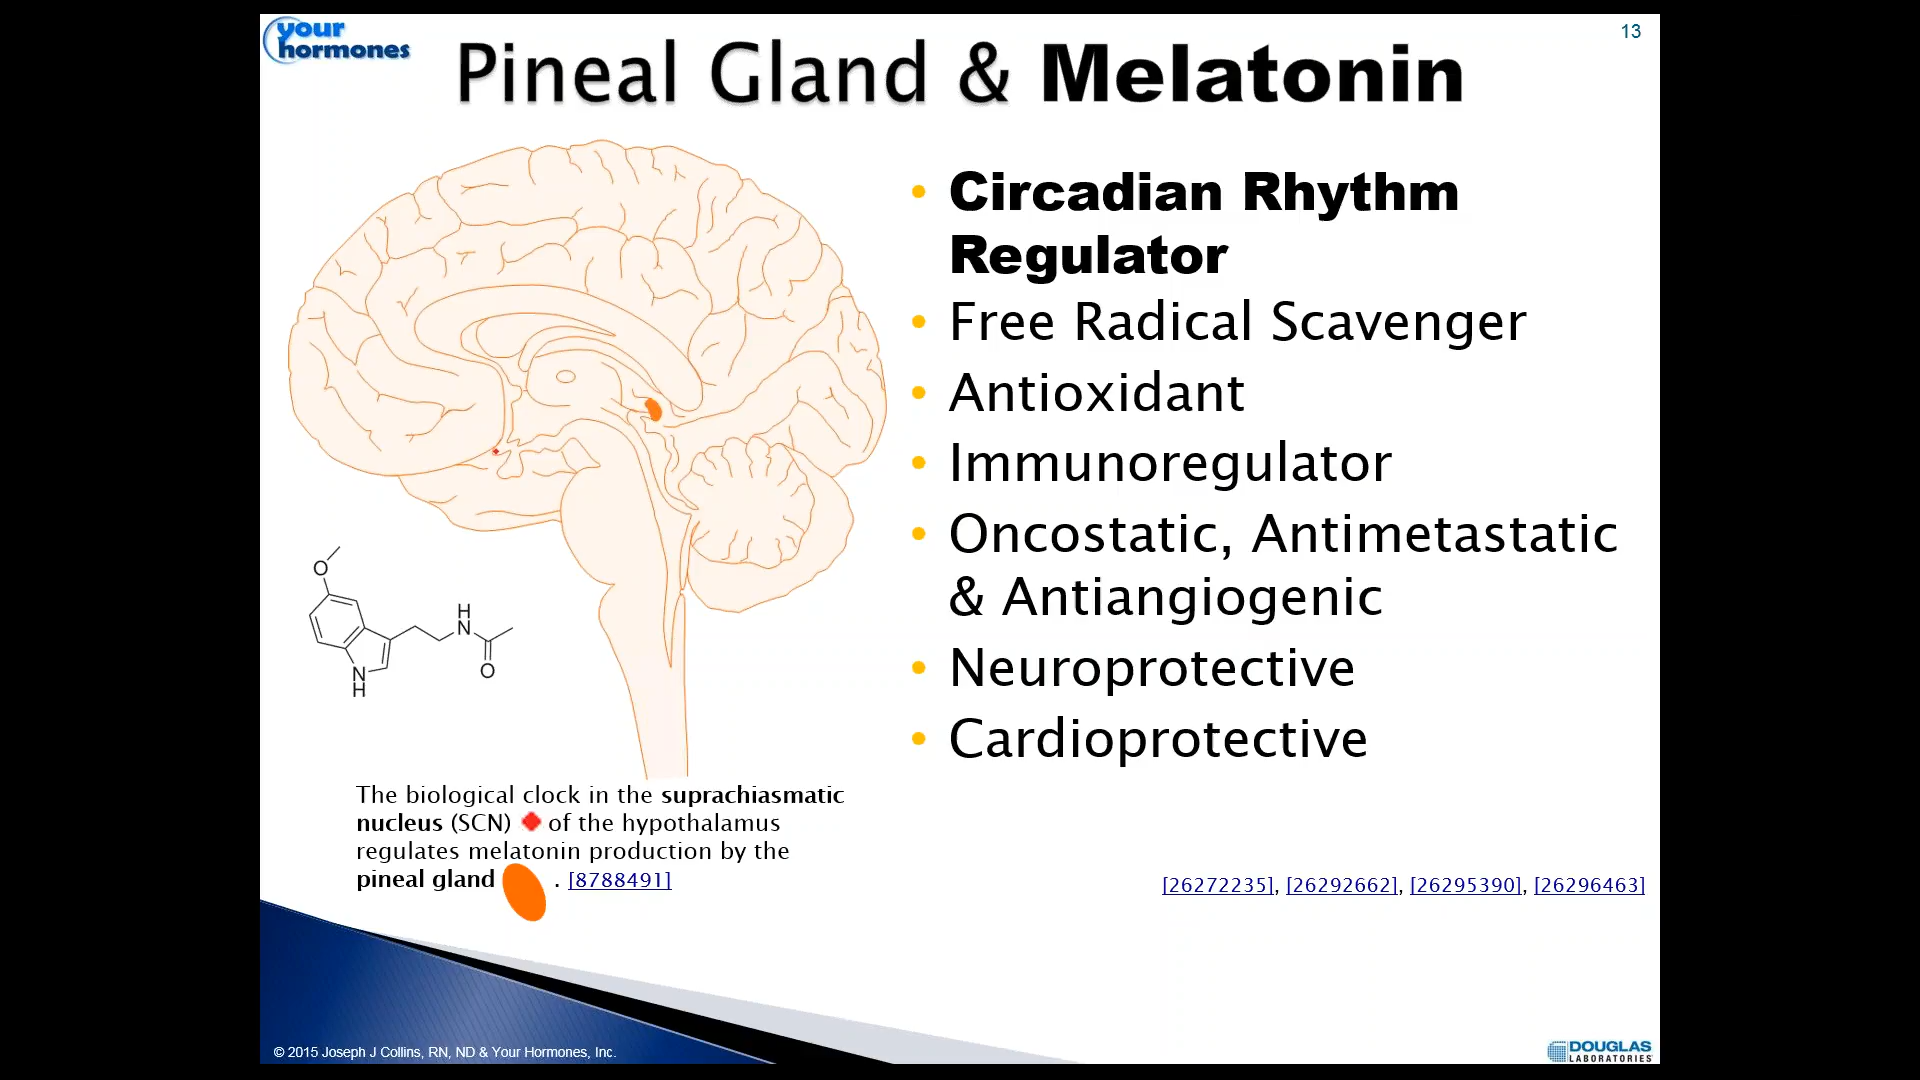 your
hormones
Pineal Gland & Melatonin
13
• Circadian Rhythm
Regulator
• Free Radical Scavenger
• Antioxidant
• Immunoregulator
• Oncostatic, Antimetastatic
& Antiangiogenic
• Neuroprotective
• Cardioprotective
O
H
N
O
N
H
The biological clock in the suprachiasmatic
nucleus (SCN) of the hypothalamus
regulates melatonin production by the
pineal gland . [8788491]
[26272235], [26292662], [26295390], [26296463]
© 2015 Joseph J Collins, RN, ND & Your Hormones, Inc.
DOUGLAS
LABORATORIES